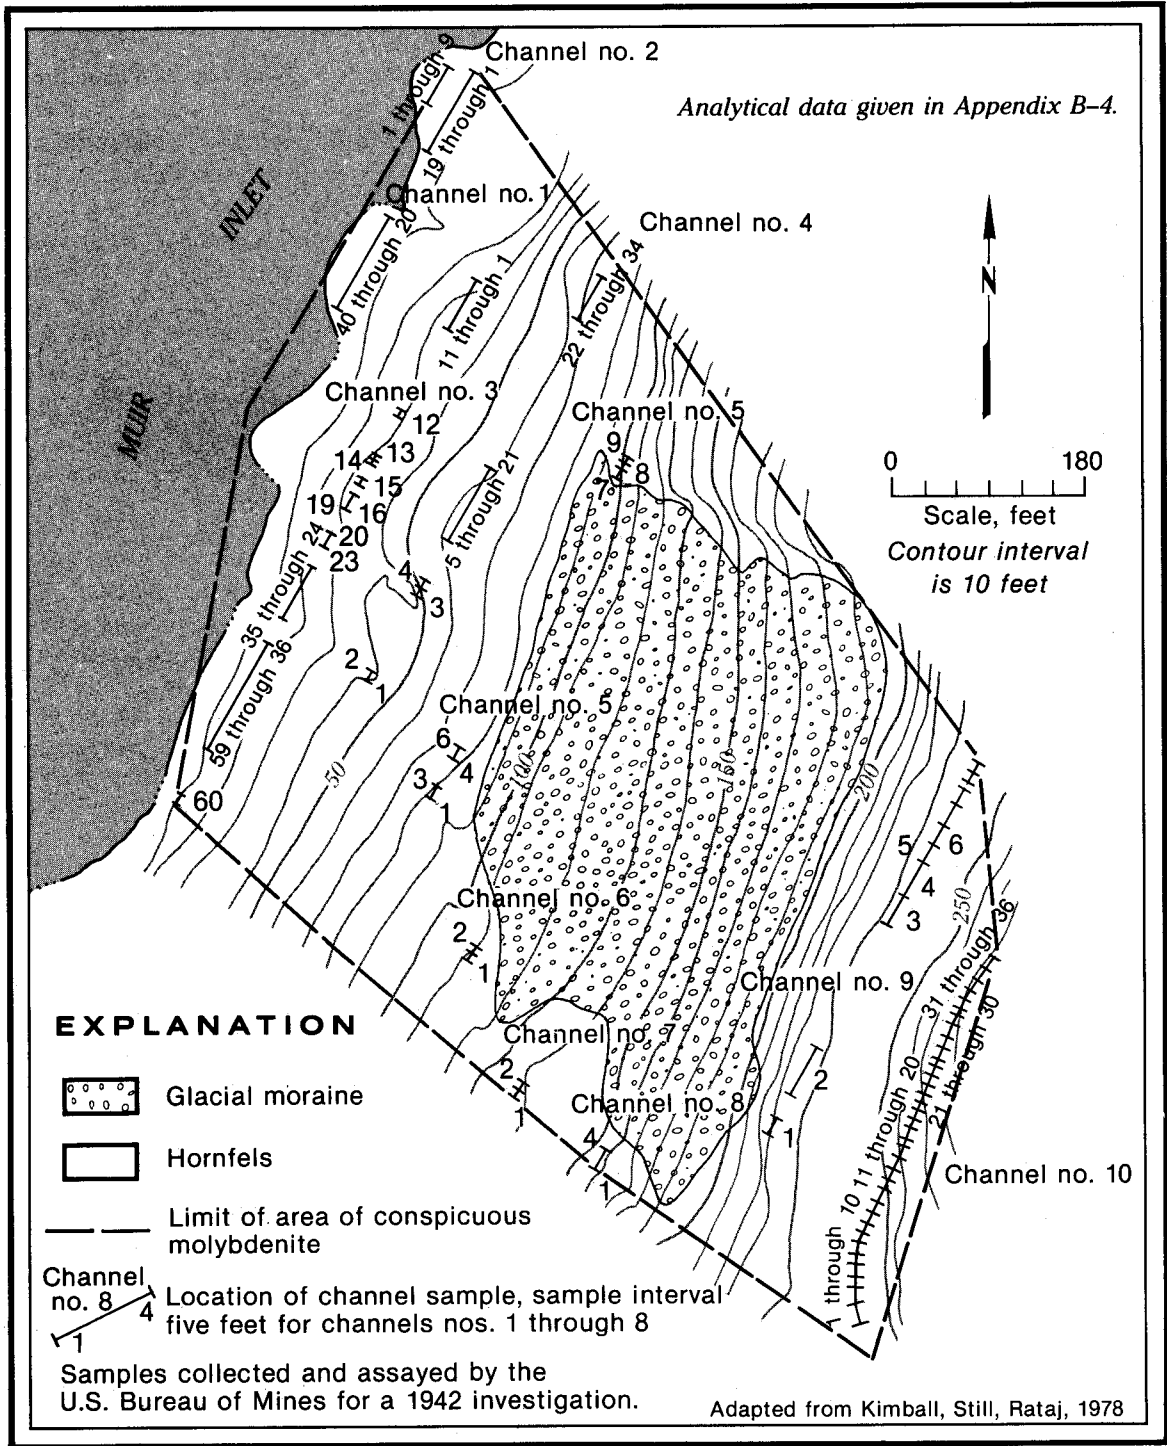 Channel no. 2
1 through 9
19 through 1
Analytical data given in Appendix B-4.
INLET
Channel no. 1
Channel no. 4
40 through 20
11 through 1
22 through 34
N
MUIR
Channel no. 3
12
Channel no. 5
14
13
9
8
7
0 180
Scale, feet
Contour interval
is 10 feet
15
19
16
5 through 21
20
23
35 through 24
4
3
2
1
59 through 36
Channel no. 5
6
4
3
1
50
100
150
200
60
5
6
4
3
250
Channel no. 6
2
1
31 through 36
Channel no. 9
21 through 30
Channel no. 7
2
1
2
1
11 through 20
Channel no. 8
4
1
Channel no. 10
1 through 10
EXPLANATION
Glacial moraine
Hornfels
Limit of area of conspicuous
molybdenite
Channel
no. 8
4
1
Location of channel sample, sample interval
five feet for channels nos. 1 through 8
Samples collected and assayed by the
U.S. Bureau of Mines for a 1942 investigation.
Adapted from Kimball, Still, Rataj, 1978